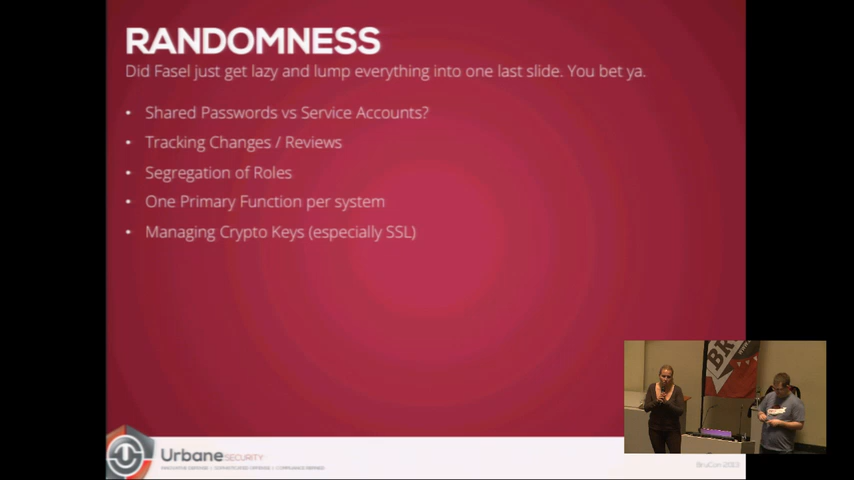 RANDOMNESS
Did Fasel just get lazy and lump everything into one last slide. You bet ya.
• Shared Passwords vs Service Accounts?
• Tracking Changes / Reviews
• Segregation of Roles
• One Primary Function per system
• Managing Crypto Keys (especially SSL)
Urbane SECURITY